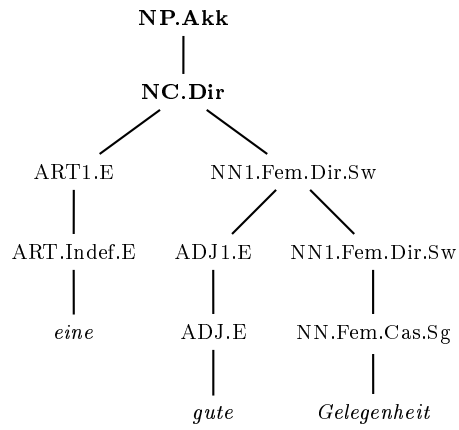 NP.Akk
NC.Dir
ART1.E NN1.Fem.Dir.Sw
ART.Indef.E ADJ1.E NN1.Fem.Dir.Sw
eine ADJ.E NN.Fem.Cas.Sg
gute Gelegenheit